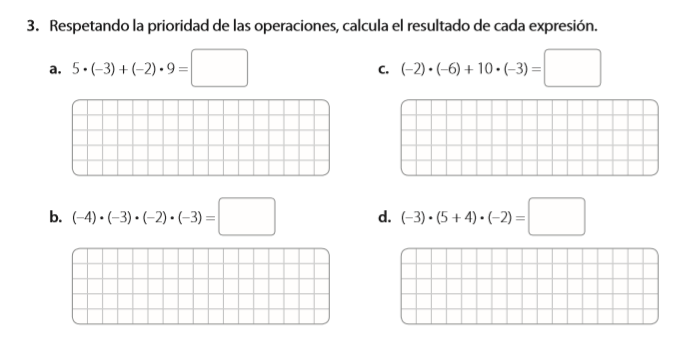 3. Respetando la prioridad de las operaciones, calcula el resultado de cada expresión.
a. 5 • (–3) + (–2) • 9 =
c. (–2) • (–6) + 10 • (–3) =
b. (–4) • (–3) • (–2) • (–3) =
d. (–3) • (5 + 4) • (–2) =